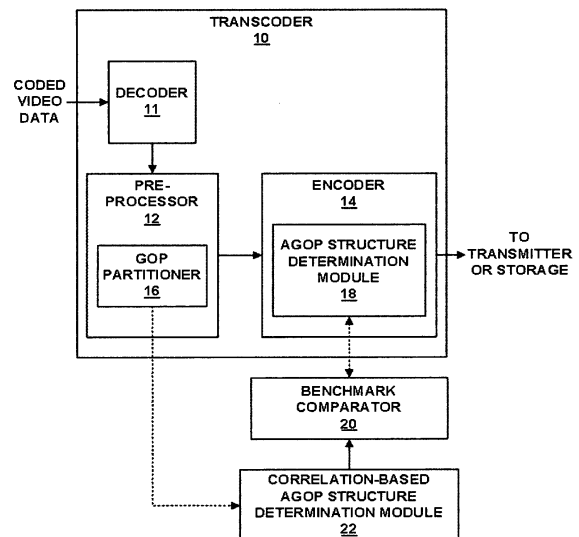 TRANSCODER
10
CODED
VIDEO
DATA
DECODER
11
PRE-
PROCESSOR
12
GOP
PARTITIONER
16
ENCODER
14
AGOP STRUCTURE
DETERMINATION
MODULE
18
TO
TRANSMITTER
OR STORAGE
BENCHMARK
COMPARATOR
20
CORRELATION-BASED
AGOP STRUCTURE
DETERMINATION MODULE
22